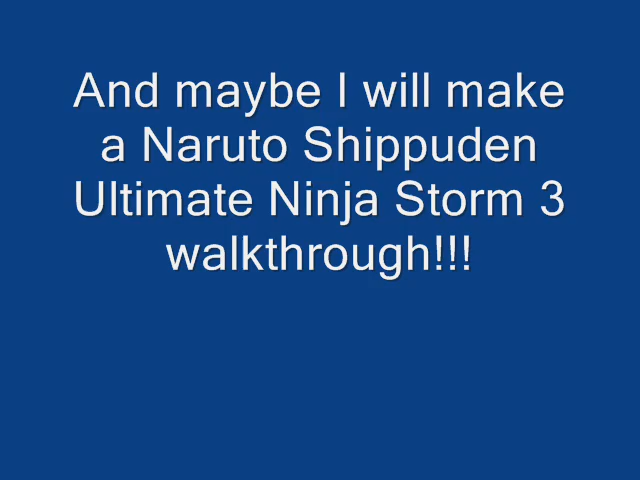 And maybe I will make
a Naruto Shippuden
Ultimate Ninja Storm 3
walkthrough!!!